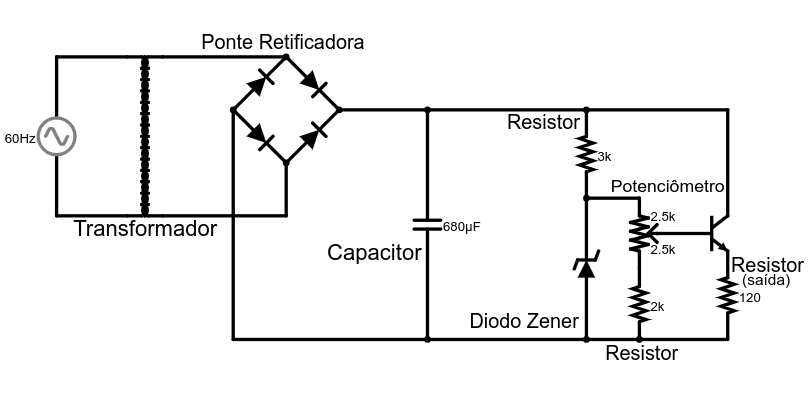 Ponte Retificadora
60Hz
Transformador
680µF
Capacitor
Resistor
3k
Potenciômetro
2.5k
2.5k
Diodo Zener
2k
Resistor
Resistor
(saída)
120